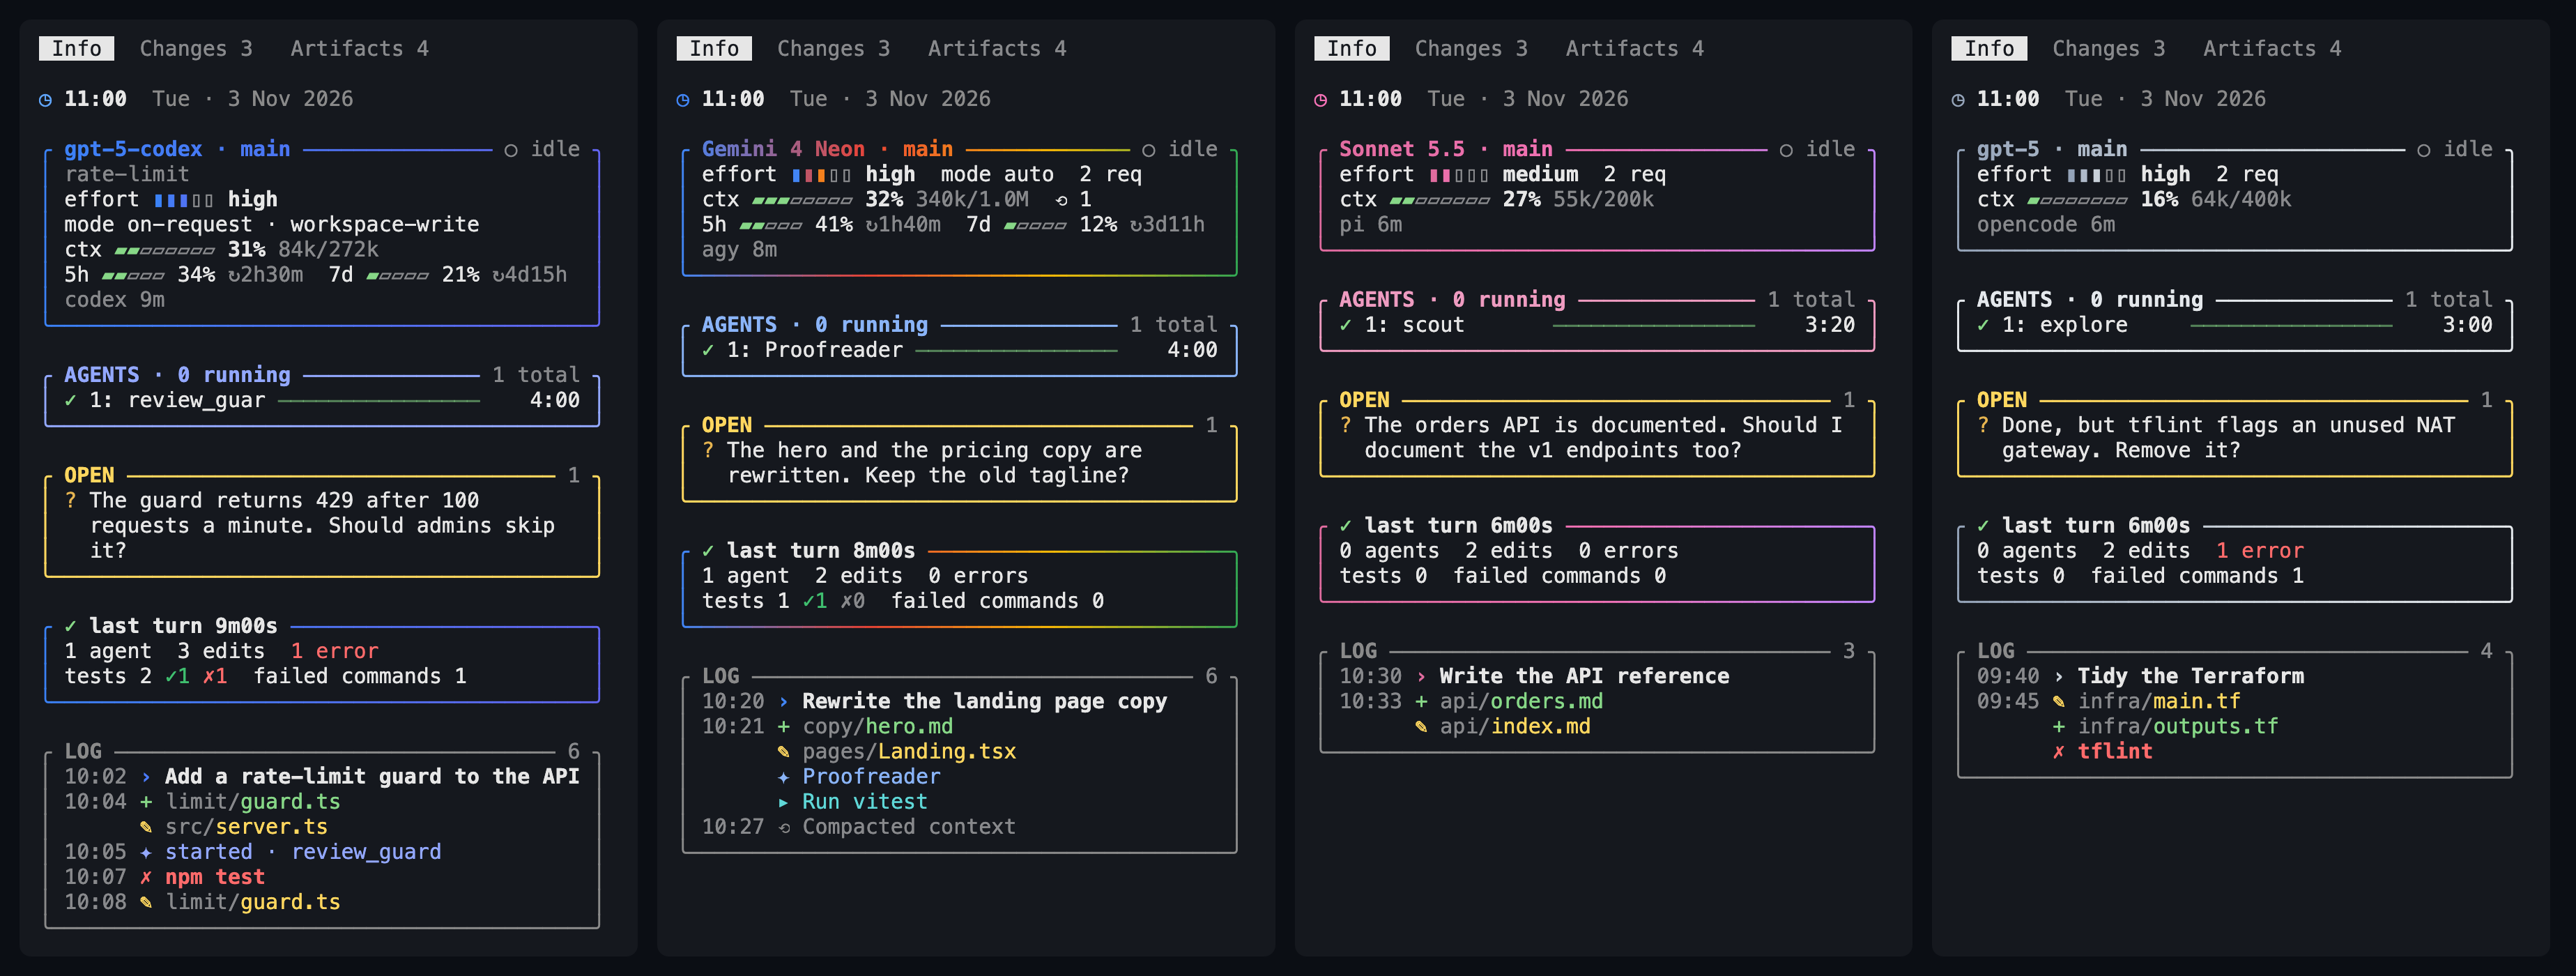 Info Changes 3 Artifacts 4
◷ 11:00 Tue · 3 Nov 2026
gpt-5-codex · main ○ idle
rate-limit
effort ▮▮▮▯▯ high
mode on-request · workspace-write
ctx ▰▰▱▱▱▱▱▱ 31% 84k/272k
5h ▰▰▱▱▱ 34% ↻2h30m 7d ▰▱▱▱▱ 21% ↻4d15h
codex 9m
AGENTS · 0 running 1 total
✓ 1: review_guar 4:00
OPEN 1
? The guard returns 429 after 100
requests a minute. Should admins skip
it?
✓ last turn 9m00s
1 agent 3 edits 1 error
tests 2 ✓1 ✗1 failed commands 1
LOG 6
10:02 › Add a rate-limit guard to the API
10:04 + limit/guard.ts
✎ src/server.ts
10:05 ✦ started · review_guard
10:07 ✗ npm test
10:08 ✎ limit/guard.ts
Info Changes 3 Artifacts 4
◷ 11:00 Tue · 3 Nov 2026
Gemini 4 Neon · main ○ idle
effort ▮▮▮▯▯ high mode auto 2 req
ctx ▰▰▰▱▱▱▱▱ 32% 340k/1.0M ⟲ 1
5h ▰▰▱▱▱ 41% ↻1h40m 7d ▰▱▱▱▱ 12% ↻3d11h
agy 8m
AGENTS · 0 running 1 total
✓ 1: Proofreader 4:00
OPEN 1
? The hero and the pricing copy are
rewritten. Keep the old tagline?
✓ last turn 8m00s
1 agent 2 edits 0 errors
tests 1 ✓1 ✗0 failed commands 0
LOG 6
10:20 › Rewrite the landing page copy
10:21 + copy/hero.md
✎ pages/Landing.tsx
✦ Proofreader
▸ Run vitest
10:27 ⟲ Compacted context
Info Changes 3 Artifacts 4
◷ 11:00 Tue · 3 Nov 2026
Sonnet 5.5 · main ○ idle
effort ▮▮▯▯▯ medium 2 req
ctx ▰▰▱▱▱▱▱▱ 27% 55k/200k
pi 6m
AGENTS · 0 running 1 total
✓ 1: scout 3:20
OPEN 1
? The orders API is documented. Should I
document the v1 endpoints too?
✓ last turn 6m00s
0 agents 2 edits 0 errors
tests 0 failed commands 0
LOG 3
10:30 › Write the API reference
10:33 + api/orders.md
✎ api/index.md
Info Changes 3 Artifacts 4
◷ 11:00 Tue · 3 Nov 2026
gpt-5 · main ○ idle
effort ▮▮▮▯▯ high 2 req
ctx ▰▱▱▱▱▱▱▱ 16% 64k/400k
opencode 6m
AGENTS · 0 running 1 total
✓ 1: explore 3:00
OPEN 1
? Done, but tflint flags an unused NAT
gateway. Remove it?
✓ last turn 6m00s
0 agents 2 edits 1 error
tests 0 failed commands 1
LOG 4
09:40 › Tidy the Terraform
09:45 ✎ infra/main.tf
+ infra/outputs.tf
✗ tflint